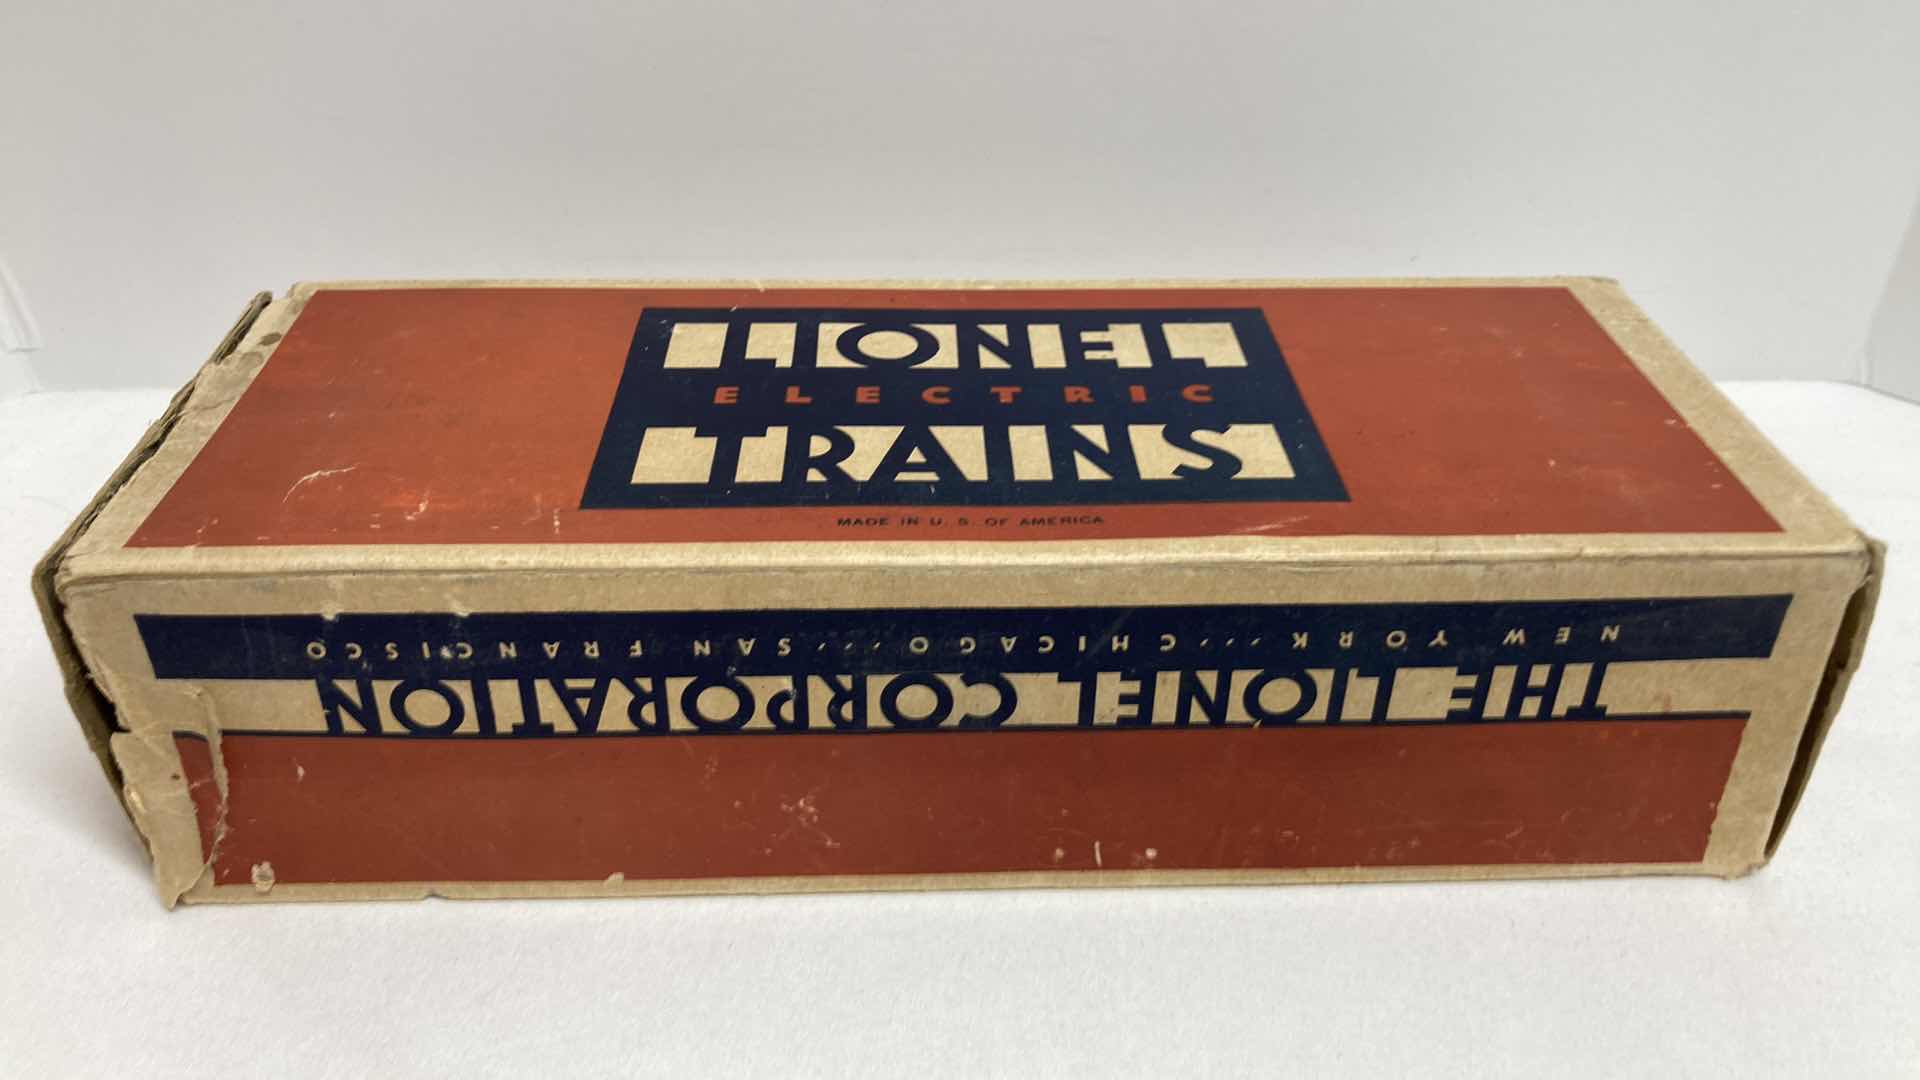 LIONEL
ELECTRIC
TRAINS
MADE IN U. S. OF AMERICA
THE LIONEL CORPORATION
NEW YORK,,,CHICAGO,,,SAN FRANCISCO